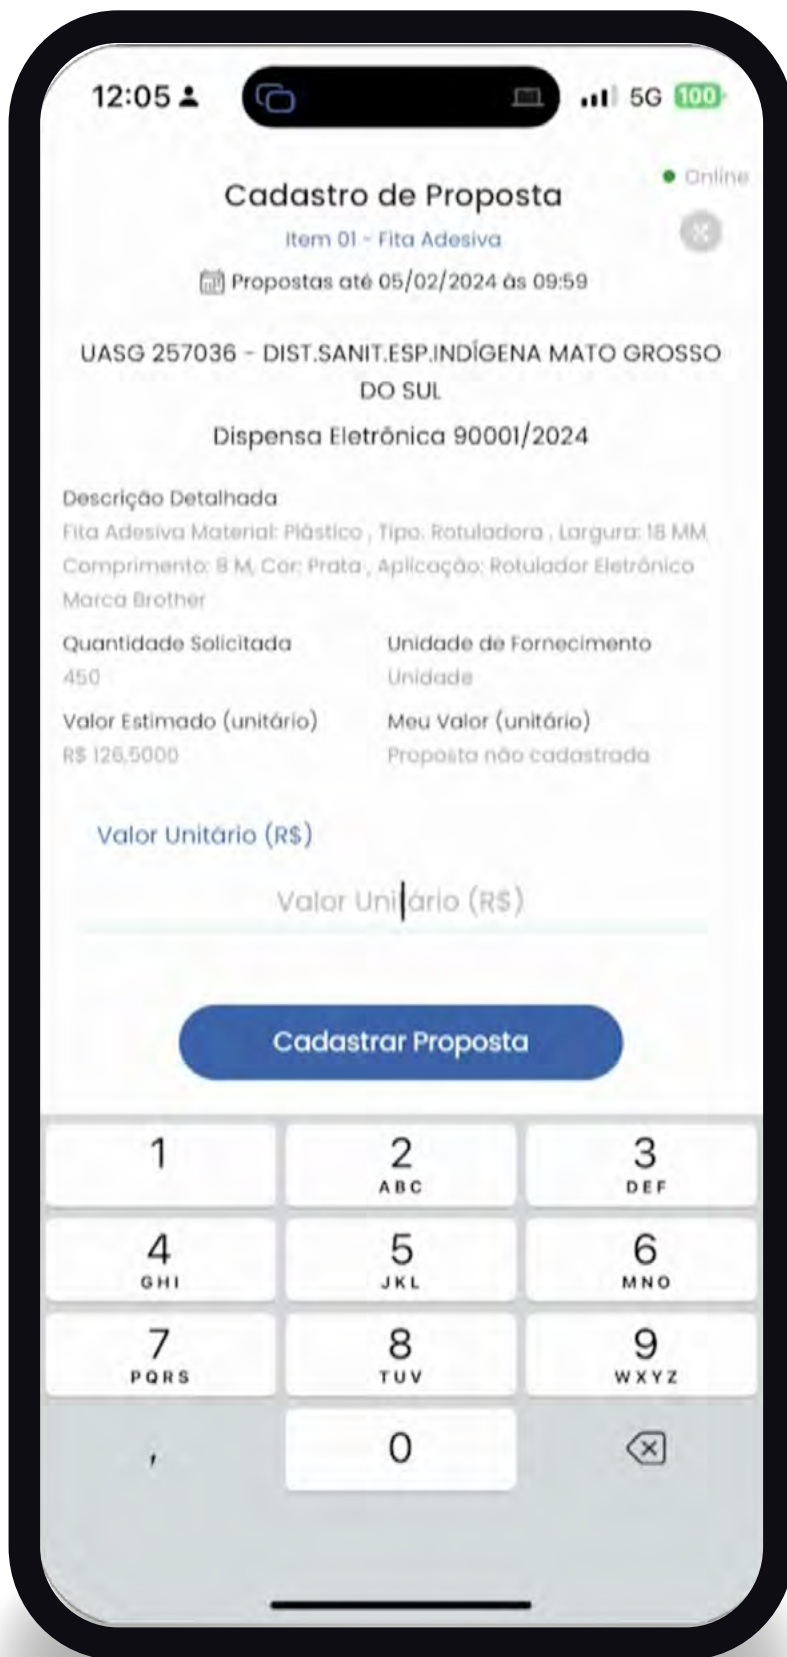 12:05
5G 100
Online
Cadastro de Proposta
Item 01 - Fita Adesiva
Propostas até 05/02/2024 às 09:59
UASG 257036 - DIST.SANIT.ESP.INDÍGENA MATO GROSSO
DO SUL
Dispensa Eletrônica 90001/2024
Descrição Detalhada
Fita Adesiva Material: Plástico , Tipo: Rotuladora , Largura: 18 MM,
Comprimento: 8 M, Cor: Prata , Aplicação: Rotulador Eletrônico
Marca Brother
Quantidade Solicitada Unidade de Fornecimento
450 Unidade
Valor Estimado (unitário) Meu Valor (unitário)
R$ 126,5000 Proposta não cadastrada
Valor Unitário (R$)
Valor Unitário (R$)
Cadastrar Proposta
1 2 3
ABC DEF
4 5 6
GHI JKL MNO
7 8 9
PQRS TUV WXYZ
, 0